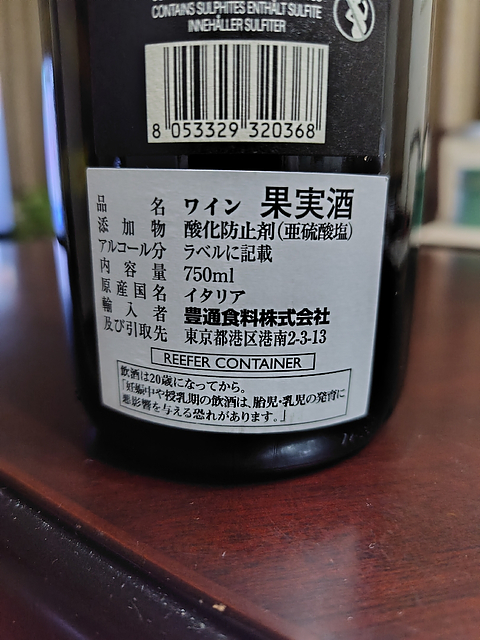 CONTAINS SULPHITES ENTHÄLT SULFITE
INNEHÅLLER SULFITER
8 053329 320368
品名 ワイン 果実酒
添加物 酸化防止剤(亜硫酸塩)
アルコール分 ラベルに記載
内容量 750ml
原産国名 イタリア
輸入者 豊通食料株式会社
及び引取先 東京都港区港南2-3-13
REEFER CONTAINER
飲酒は20歳になってから。
「妊娠中や授乳期の飲酒は、胎児・乳児の発育に
悪影響を与える恐れがあります。」